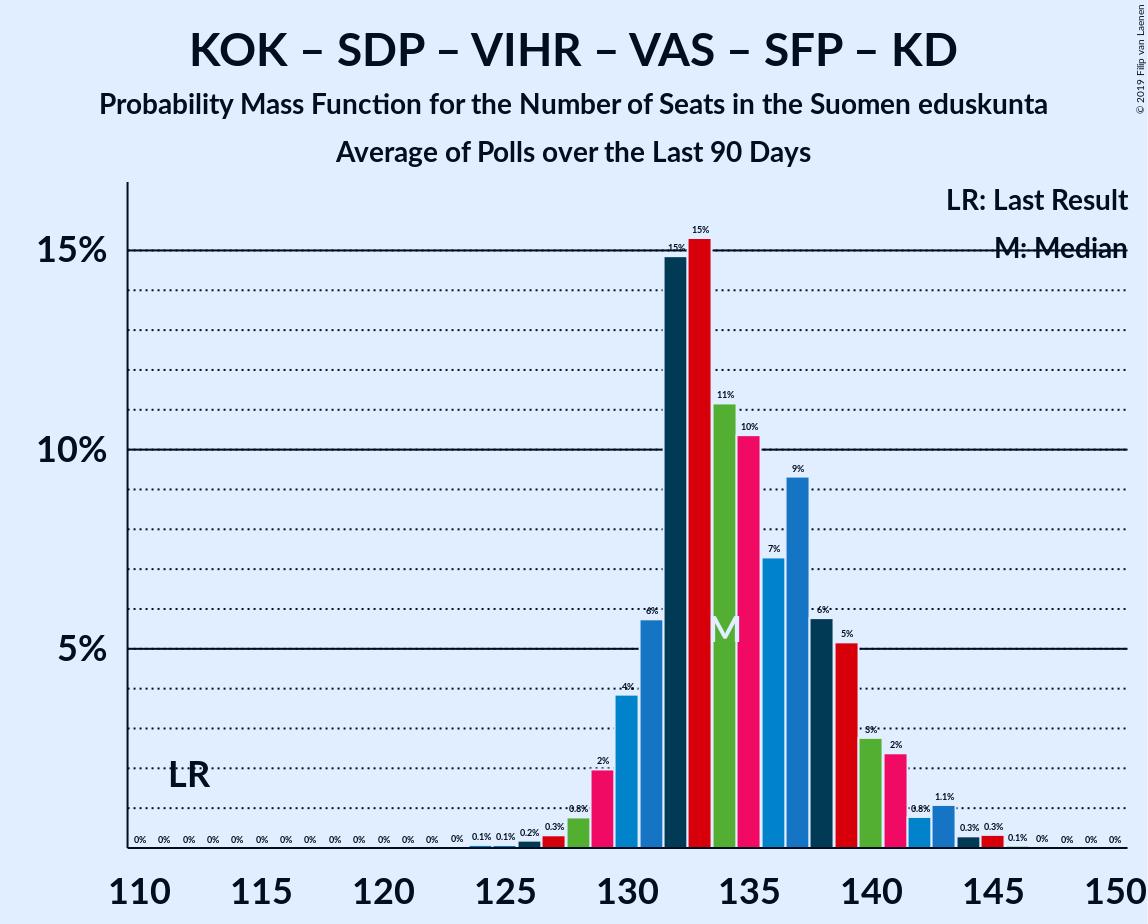 KOK – SDP – VIHR – VAS – SFP – KD
Probability Mass Function for the Number of Seats in the Suomen eduskunta
Average of Polls over the Last 90 Days
© 2019 Filip van Laenen
LR: Last Result
M: Median
15%
10%
5%
0% 0% 0% 0% 0% 0% 0% 0% 0% 0% 0% 0% 0% 0% 0.1% 0.1% 0.2% 0.3% 0.8% 2% 4% 6% 15% 15% 11% 10% 7% 9% 6% 5% 3% 2% 0.8% 1.1% 0.3% 0.3% 0.1% 0% 0% 0% 0%
M
LR
110 115 120 125 130 135 140 145 150